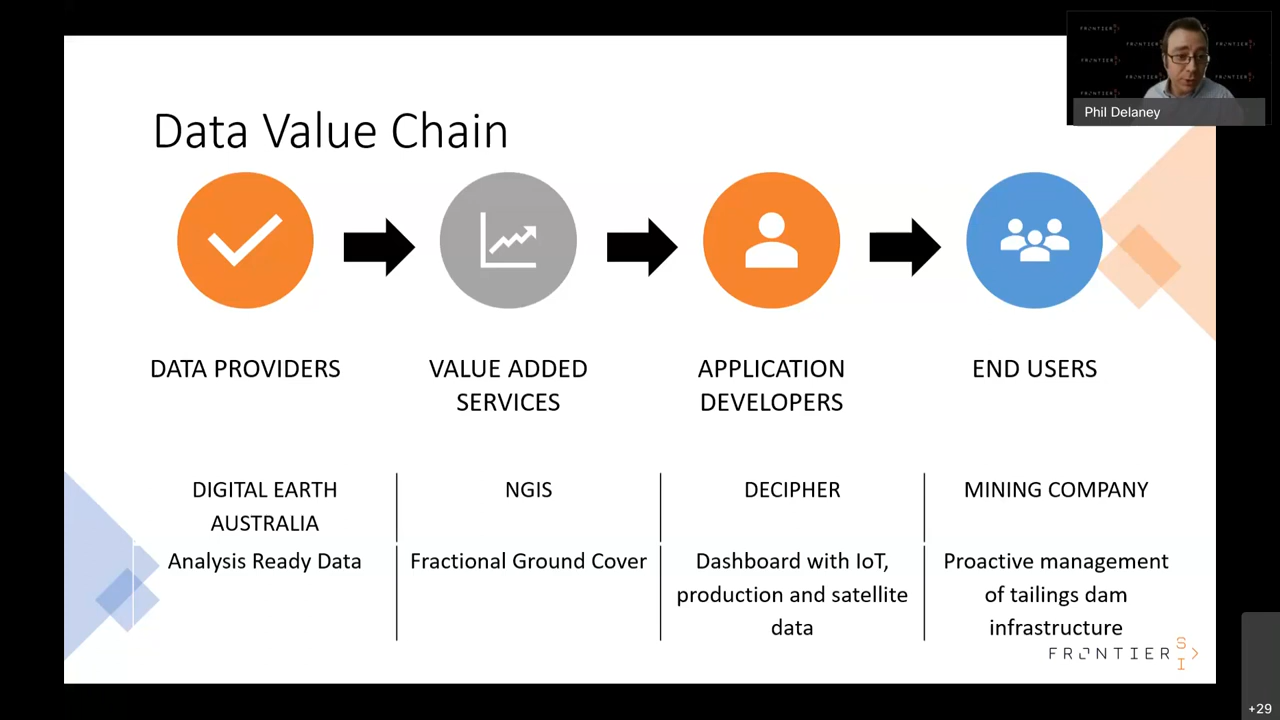 Data Value Chain
Phil Delaney
DATA PROVIDERS
VALUE ADDED
SERVICES
APPLICATION
DEVELOPERS
END USERS
DIGITAL EARTH
AUSTRALIA
Analysis Ready Data
NGIS
Fractional Ground Cover
DECIPHER
Dashboard with IoT,
production and satellite
data
MINING COMPANY
Proactive management
of tailings dam
infrastructure
FRONTIER SI
+29